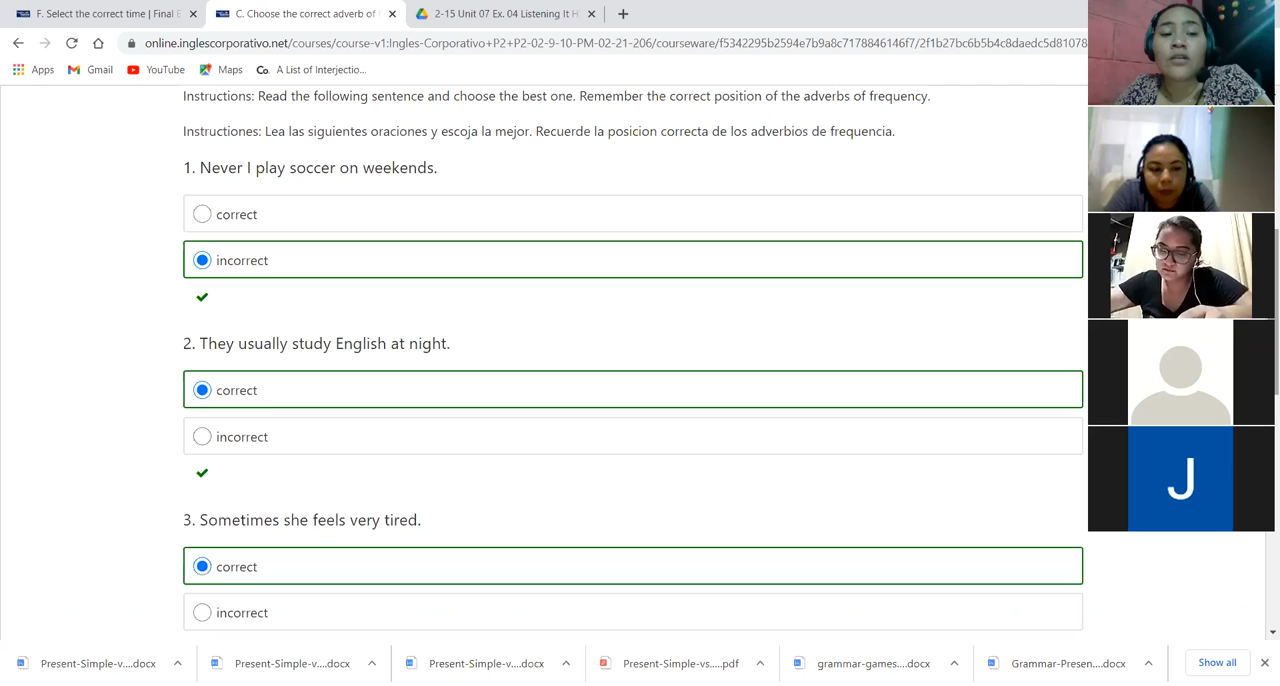 F. Select the correct time | Final E
C. Choose the correct adverb of f
2-15 Unit 07 Ex. 04 Listening It H
online.inglescorporativo.net/courses/course-v1:Ingles-Corporativo+P2+P2-02-9-10-PM-02-21-206/courseware/f5342295b2594e7b9a8c7178846146f7/2f1b27bc6b5b4c8daedc5d81078
Apps
Gmail
YouTube
Maps
Co.
A List of Interjectio...
Instructions: Read the following sentence and choose the best one. Remember the correct position of the adverbs of frequency.
Instructiones: Lea las siguientes oraciones y escoja la mejor. Recuerde la posicion correcta de los adverbios de frequencia.
1. Never I play soccer on weekends.
correct
incorrect
2. They usually study English at night.
correct
incorrect
3. Sometimes she feels very tired.
correct
incorrect
J
Present-Simple-v....docx
Present-Simple-v....docx
Present-Simple-v....docx
Present-Simple-vs.....pdf
grammar-games....docx
Grammar-Presen....docx
Show all